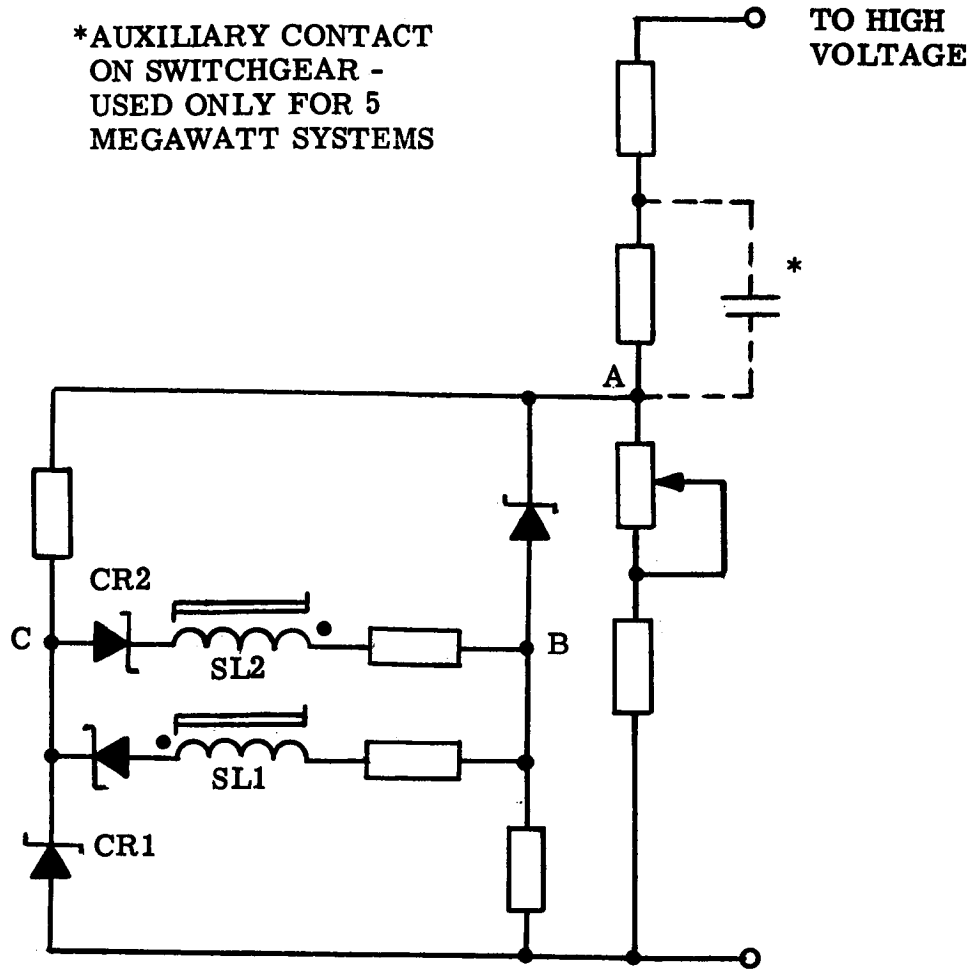 *AUXILIARY CONTACT
ON SWITCHGEAR -
USED ONLY FOR 5
MEGAWATT SYSTEMS
TO HIGH
VOLTAGE
*
A
CR2
C
SL2
B
SL1
CR1